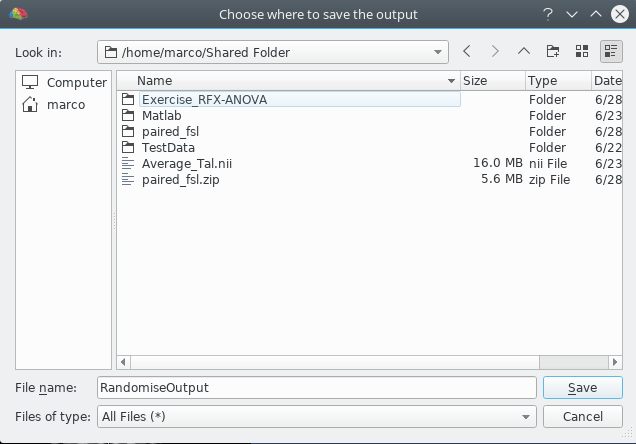 Choose where to save the output
Look in: /home/marco/Shared Folder
Computer
marco
Name Size Type Date
Exercise_RFX-ANOVA Folder 6/28
Matlab Folder 6/23
paired_fsl Folder 6/28
TestData Folder 6/22
Average_Tal.nii 16.0 MB nii File 6/23
paired_fsl.zip 5.6 MB zip File 6/28
File name: RandomiseOutput Save
Files of type: All Files (*) Cancel